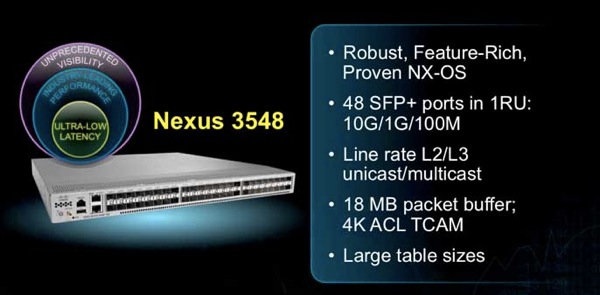 UNPRECEDENTED
VISIBILITY
INDUSTRY-LEADING
PERFORMANCE
ULTRA-LOW
LATENCY
Nexus 3548
• Robust, Feature-Rich,
Proven NX-OS
• 48 SFP+ ports in 1RU:
10G/1G/100M
• Line rate L2/L3
unicast/multicast
• 18 MB packet buffer;
4K ACL TCAM
• Large table sizes